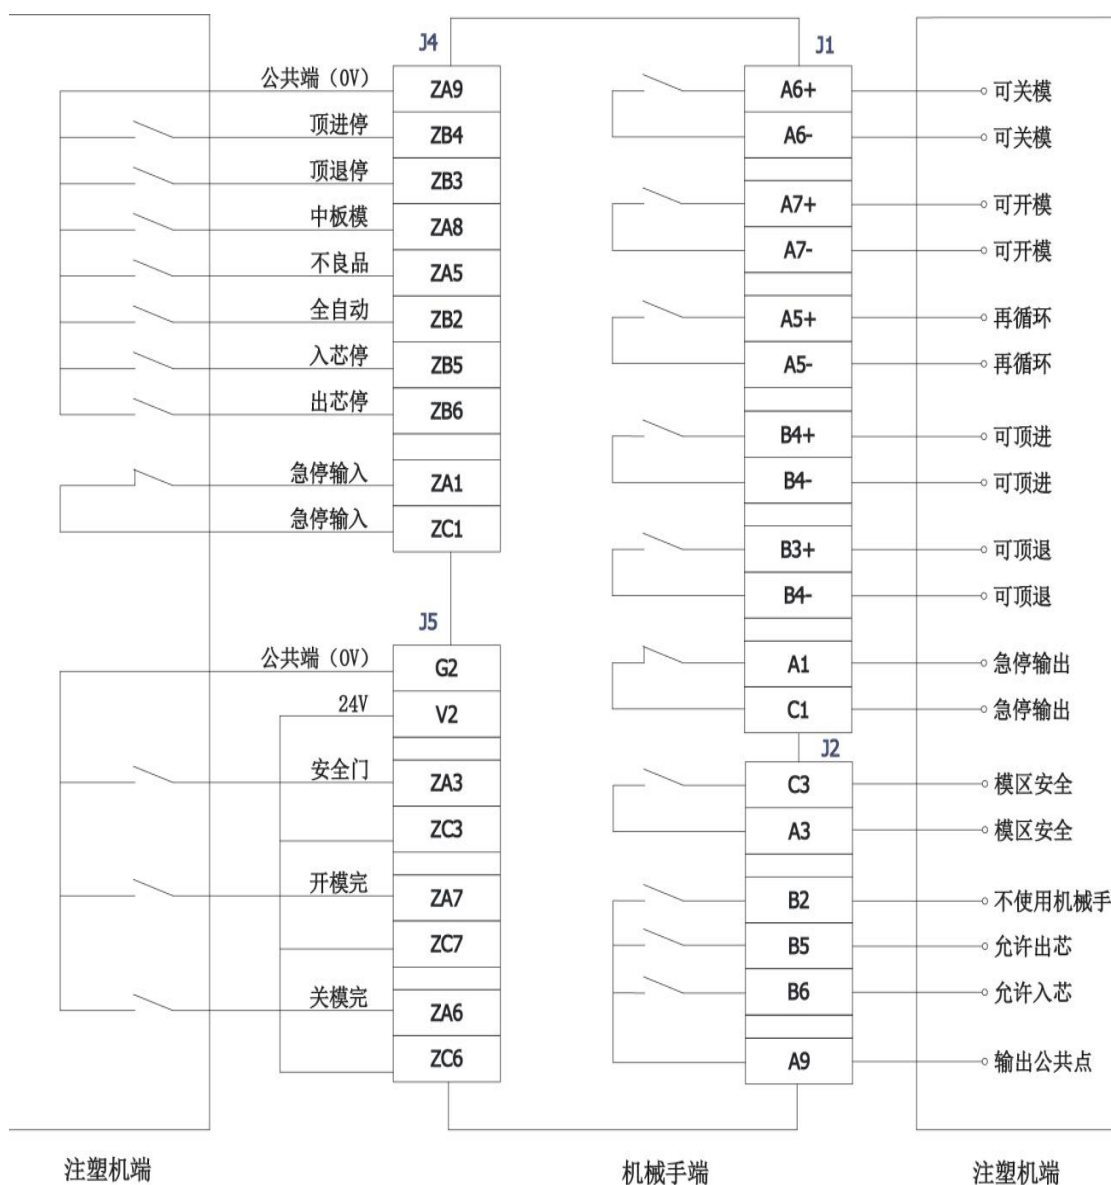 J4
公共端（0V） ZA9
顶进停 ZB4
顶退停 ZB3
中板模 ZA8
不良品 ZA5
全自动 ZB2
入芯停 ZB5
出芯停 ZB6
急停输入 ZA1
急停输入 ZC1
J5
公共端（0V） G2
24V V2
安全门 ZA3
ZC3
开模完 ZA7
ZC7
关模完 ZA6
ZC6
J1
A6+ 可关模
A6- 可关模
A7+ 可开模
A7- 可开模
A5+ 再循环
A5- 再循环
B4+ 可顶进
B4- 可顶进
B3+ 可顶退
B4- 可顶退
A1 急停输出
C1 急停输出
J2
C3 模区安全
A3 模区安全
B2 不使用机械手
B5 允许出芯
B6 允许入芯
A9 输出公共点
注塑机端 机械手端 注塑机端